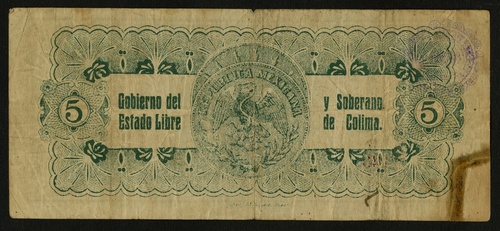 REPUBLICA MEXICANA
5
Gobierno del
Estado Libre
y Soberano
de Colima.
5